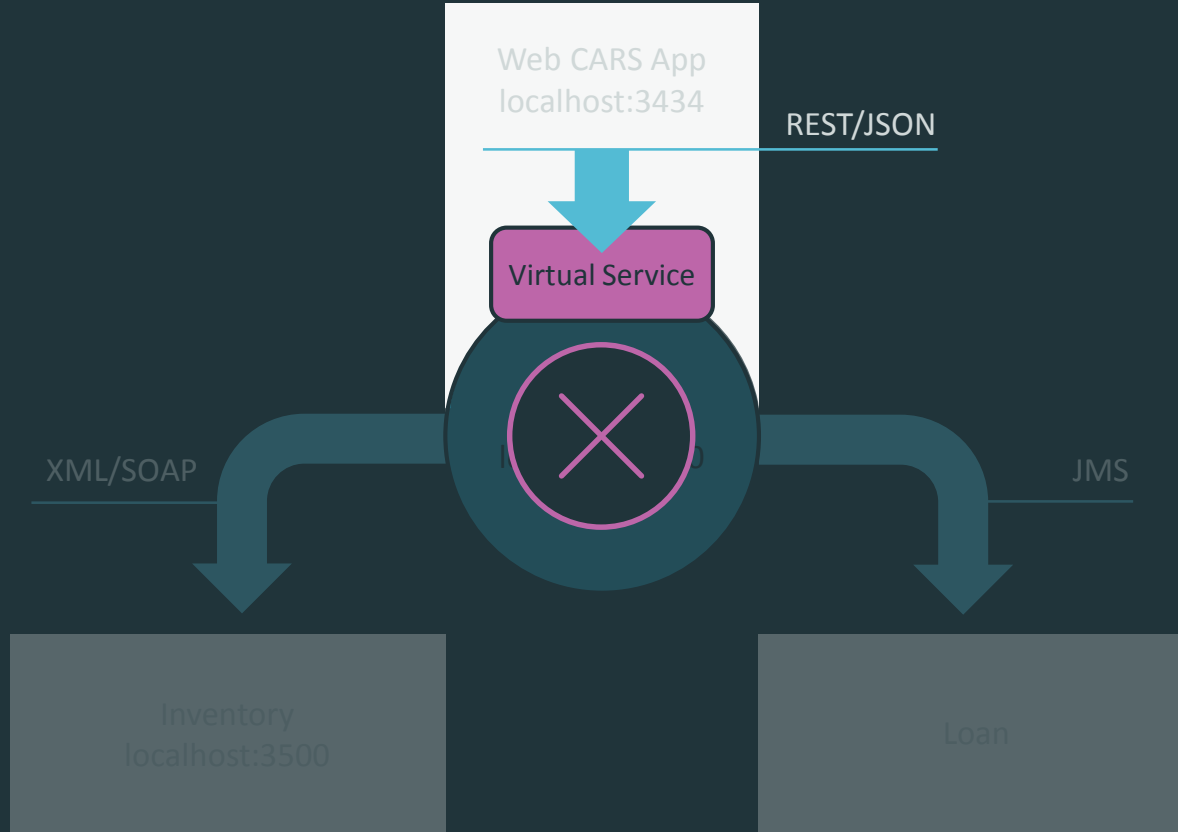 Web CARS App
localhost:3434
REST/JSON
Virtual Service
XML/SOAP
JMS
Inventory
localhost:3500
Loan